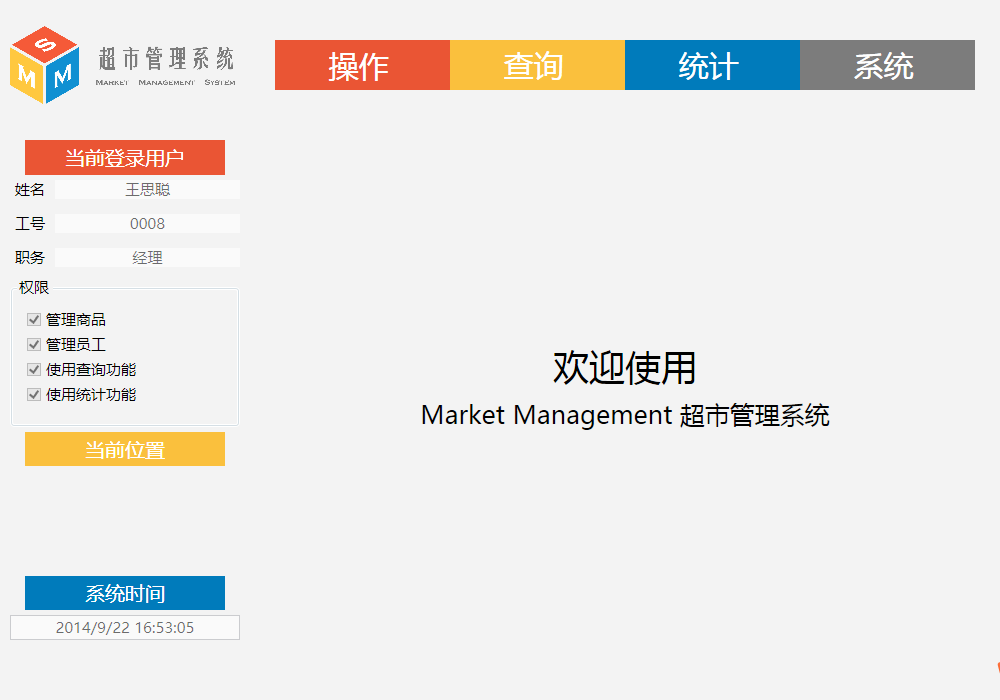 S
M M
超市管理系统
MARKET MANAGEMENT SYSTEM
操作 查询 统计 系统
当前登录用户
姓名 王思聪
工号 0008
职务 经理
权限
管理商品
管理员工
使用查询功能
使用统计功能
当前位置
欢迎使用
Market Management 超市管理系统
系统时间
2014/9/22 16:53:05